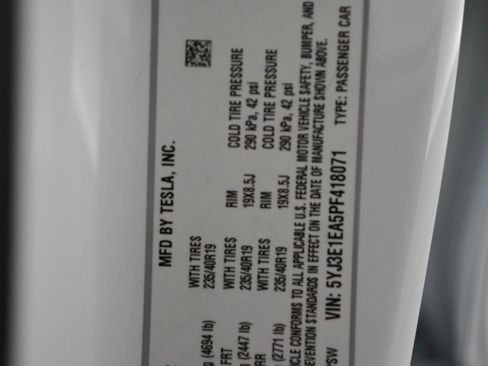 MFD BY TESLA, INC.
(4694 lb) WITH TIRES RIM COLD TIRE PRESSURE
235/40R19 19X8.5J 290 kPa, 42 psi
FRT WITH TIRES RIM COLD TIRE PRESSURE
(2447 lb) 235/40R19 19X8.5J 290 kPa, 42 psi
RR WITH TIRES
(2771 lb) 235/40R19
CONFORMS TO ALL APPLICABLE U.S. FEDERAL MOTOR VEHICLE SAFETY, BUMPER, AND
STANDARDS IN EFFECT ON THE DATE OF MANUFACTURE SHOWN ABOVE.
VIN: 5YJ3E1EA5PF418071 TYPE: PASSENGER CAR